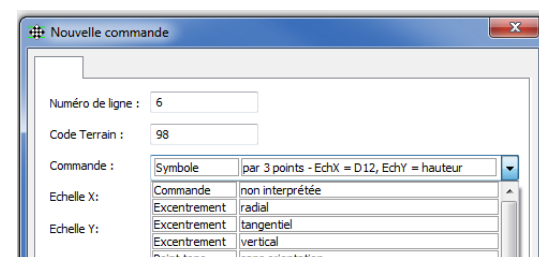 Nouvelle commande
Numéro de ligne : 6
Code Terrain : 98
Commande : Symbole par 3 points - EchX = D12, EchY = hauteur
Echelle X: Commande non interprétée
Excentrement radial
Echelle Y: Excentrement tangentiel
Excentrement vertical